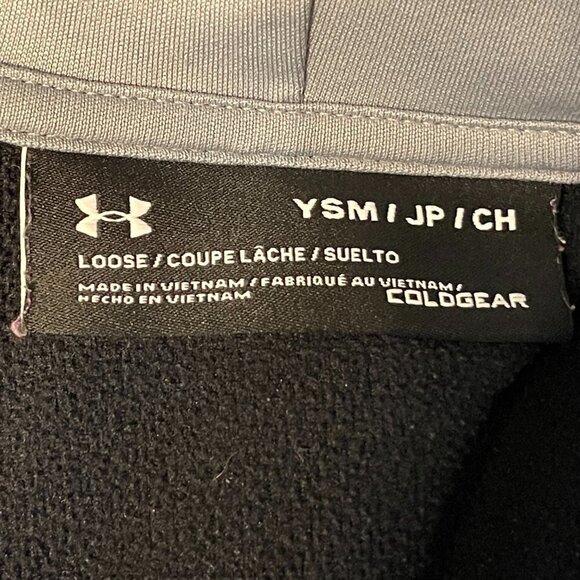 YSM / JP / CH
LOOSE / COUPE LÂCHE / SUELTO
MADE IN VIETNAM / FABRIQUÉ AU VIETNAM /
HECHO EN VIETNAM
COLDGEAR